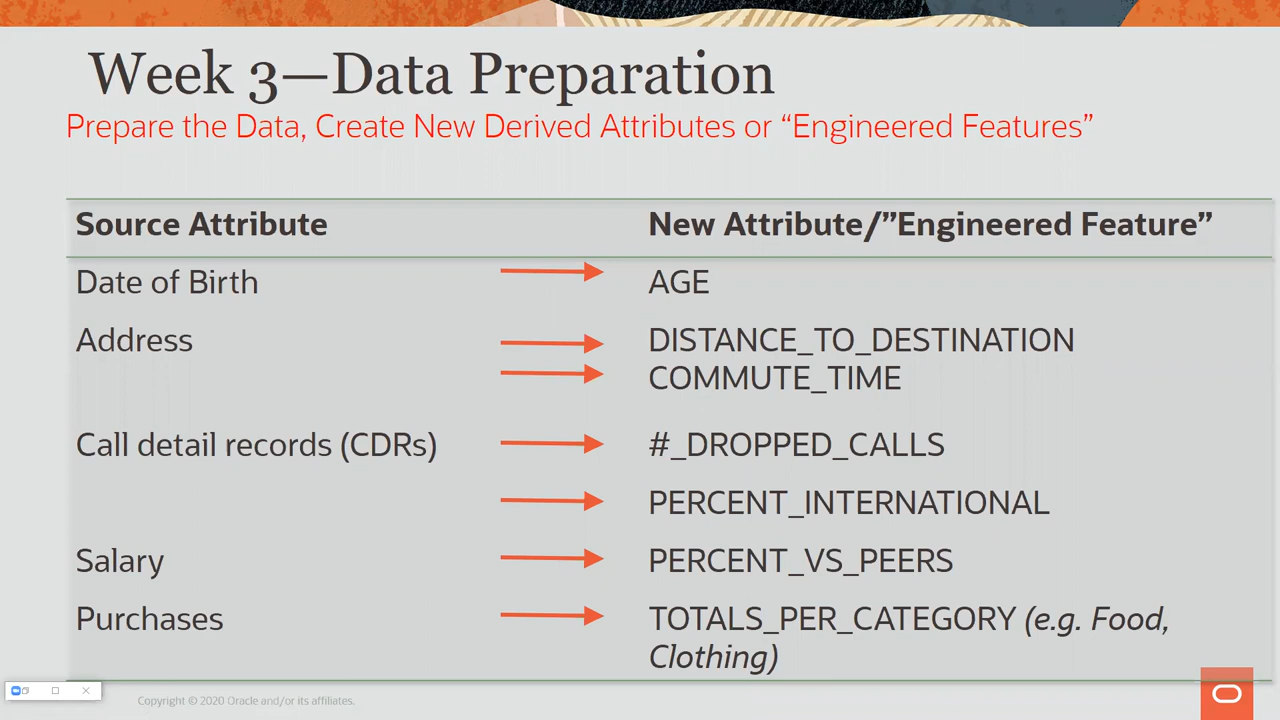 Week 3—Data Preparation
Prepare the Data, Create New Derived Attributes or “Engineered Features”
Source Attribute New Attribute/”Engineered Feature”
Date of Birth AGE
Address DISTANCE_TO_DESTINATION
COMMUTE_TIME
Call detail records (CDRs) #_DROPPED_CALLS
PERCENT_INTERNATIONAL
Salary PERCENT_VS_PEERS
Purchases TOTALS_PER_CATEGORY (e.g. Food,
Clothing)
Copyright © 2020 Oracle and/or its affiliates.